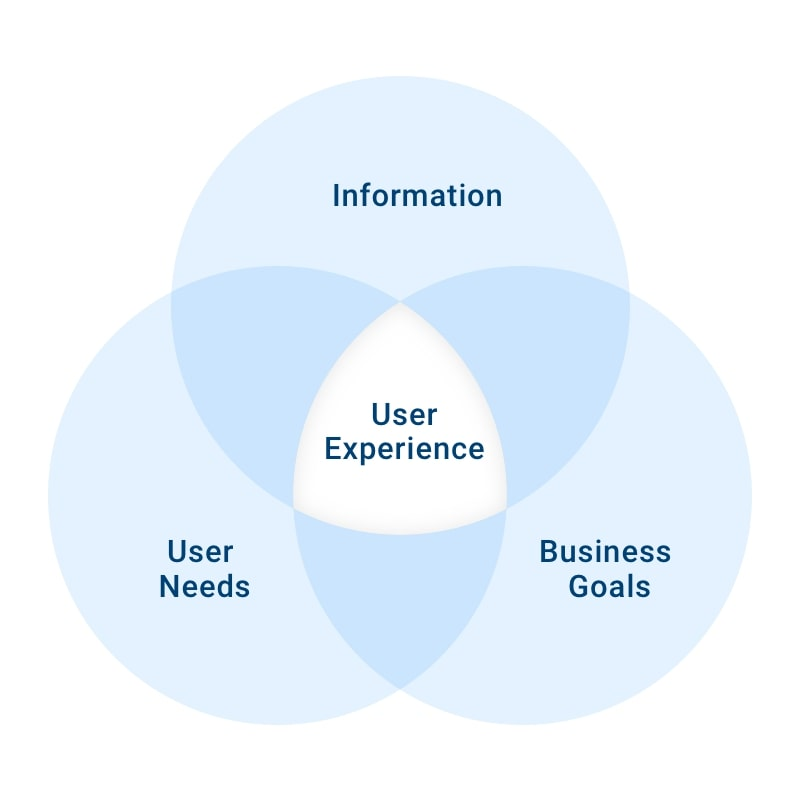 Information
User
Experience
User
Needs
Business
Goals